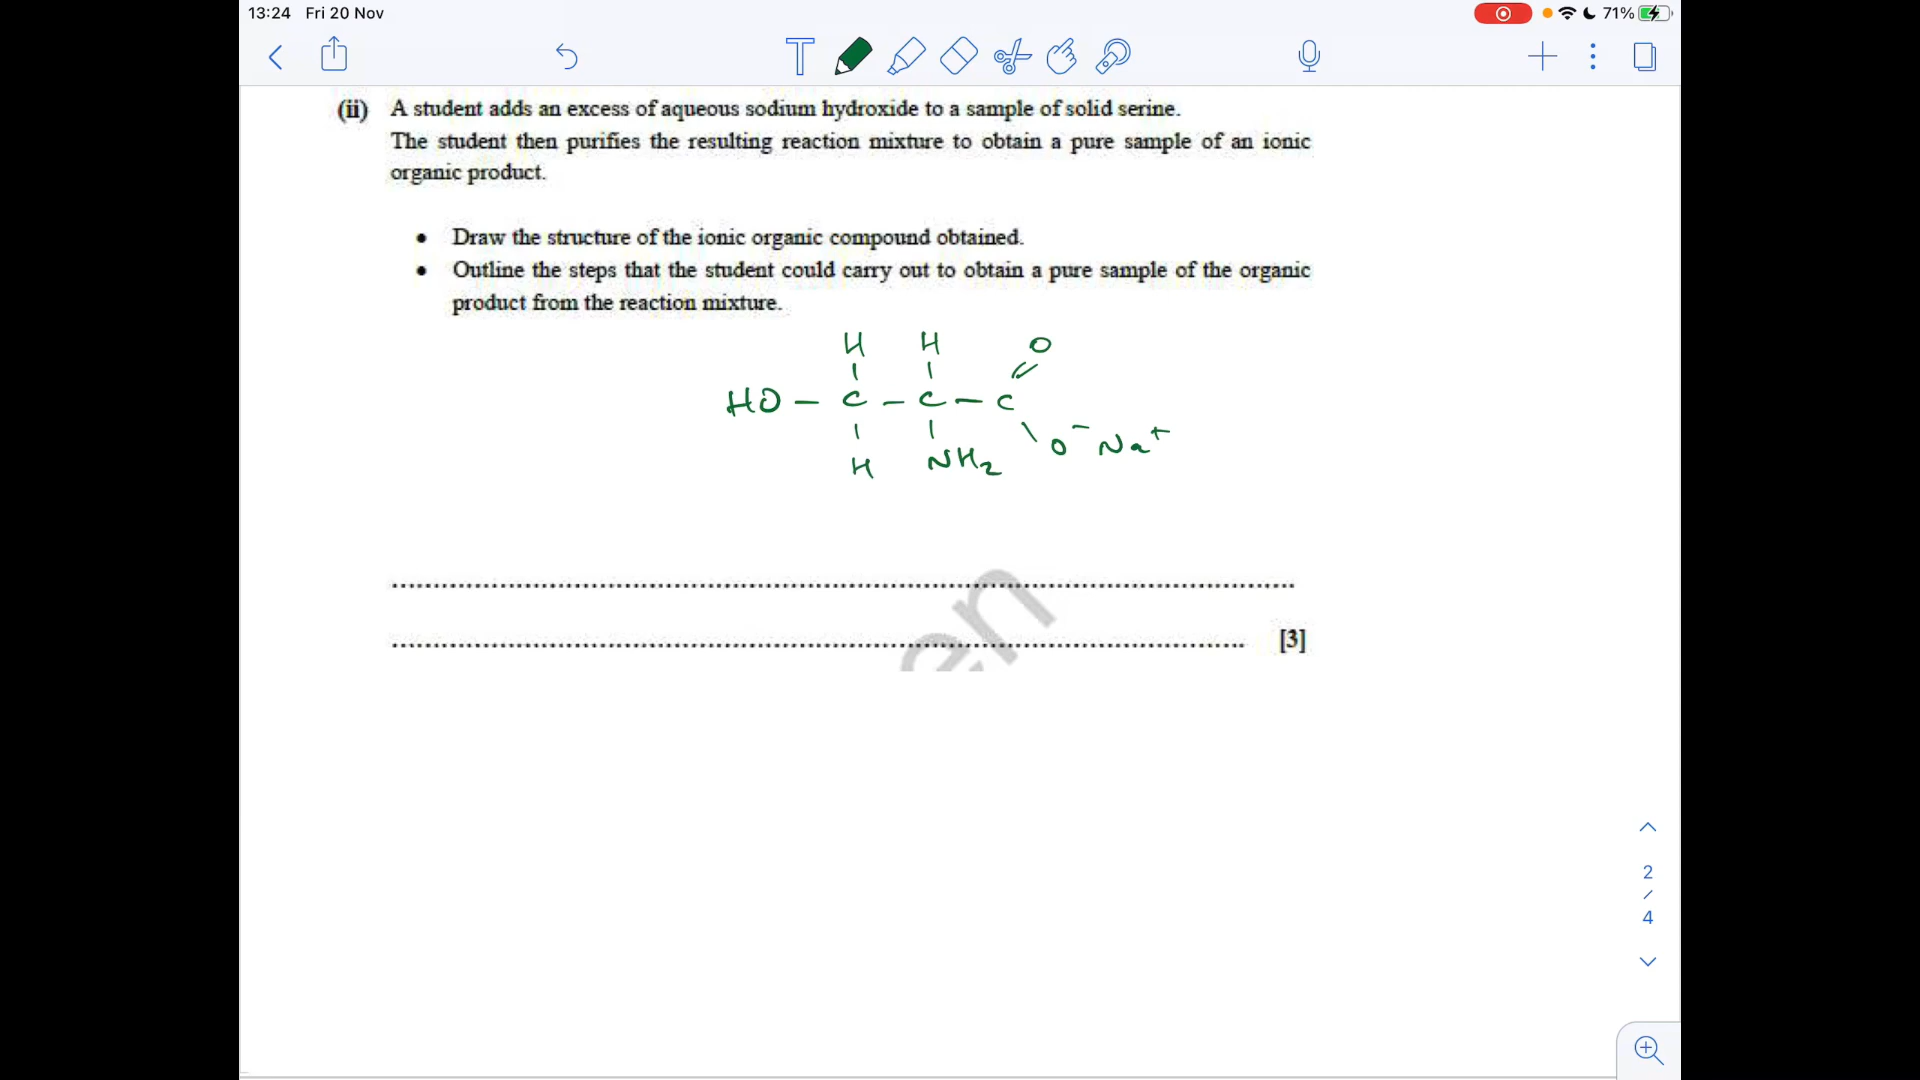 13:24 Fri 20 Nov 71%
(ii) A student adds an excess of aqueous sodium hydroxide to a sample of solid serine.
The student then purifies the resulting reaction mixture to obtain a pure sample of an ionic
organic product.
• Draw the structure of the ionic organic compound obtained.
• Outline the steps that the student could carry out to obtain a pure sample of the organic
product from the reaction mixture.
H H O
HO - C - C - C
H NH2 O⁻ Na⁺
[3]
en
2
/
4